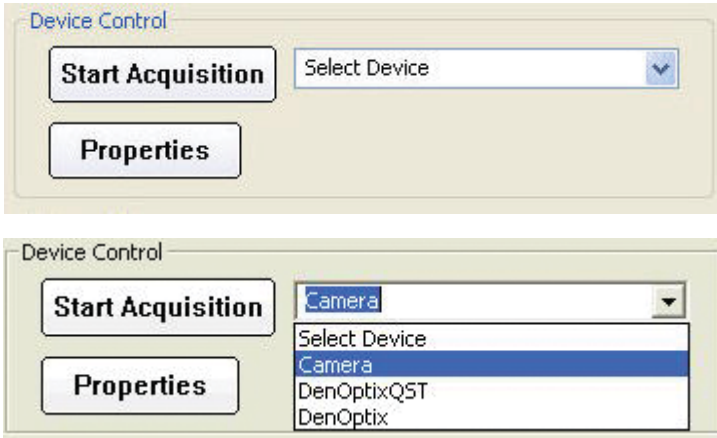 Device Control
Start Acquisition Select Device
Properties
Device Control
Start Acquisition Camera
Select Device
Camera
Properties DenOptixQST
DenOptix